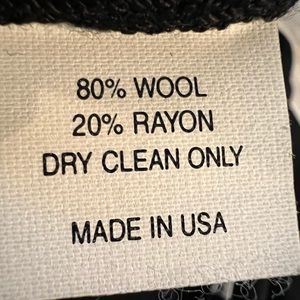 80% WOOL
20% RAYON
DRY CLEAN ONLY
MADE IN USA